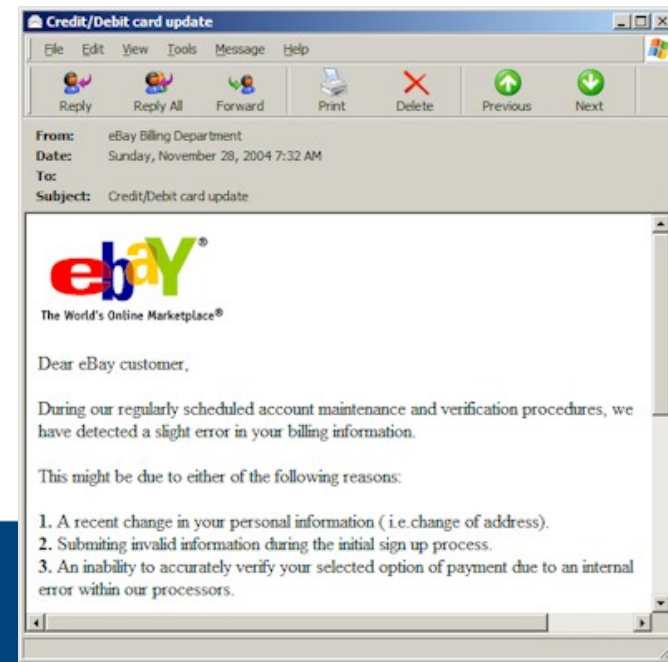 Credit/Debit card update
File Edit View Tools Message Help
Reply Reply All Forward Print Delete Previous Next
From: eBay Billing Department
Date: Sunday, November 28, 2004 7:32 AM
To:
Subject: Credit/Debit card update
ebaY®
The World's Online Marketplace®
Dear eBay customer,
During our regularly scheduled account maintenance and verification procedures, we
have detected a slight error in your billing information.
This might be due to either of the following reasons:
1. A recent change in your personal information ( i.e.change of address).
2. Submiting invalid information during the initial sign up process.
3. An inability to accurately verify your selected option of payment due to an internal
error within our processors.